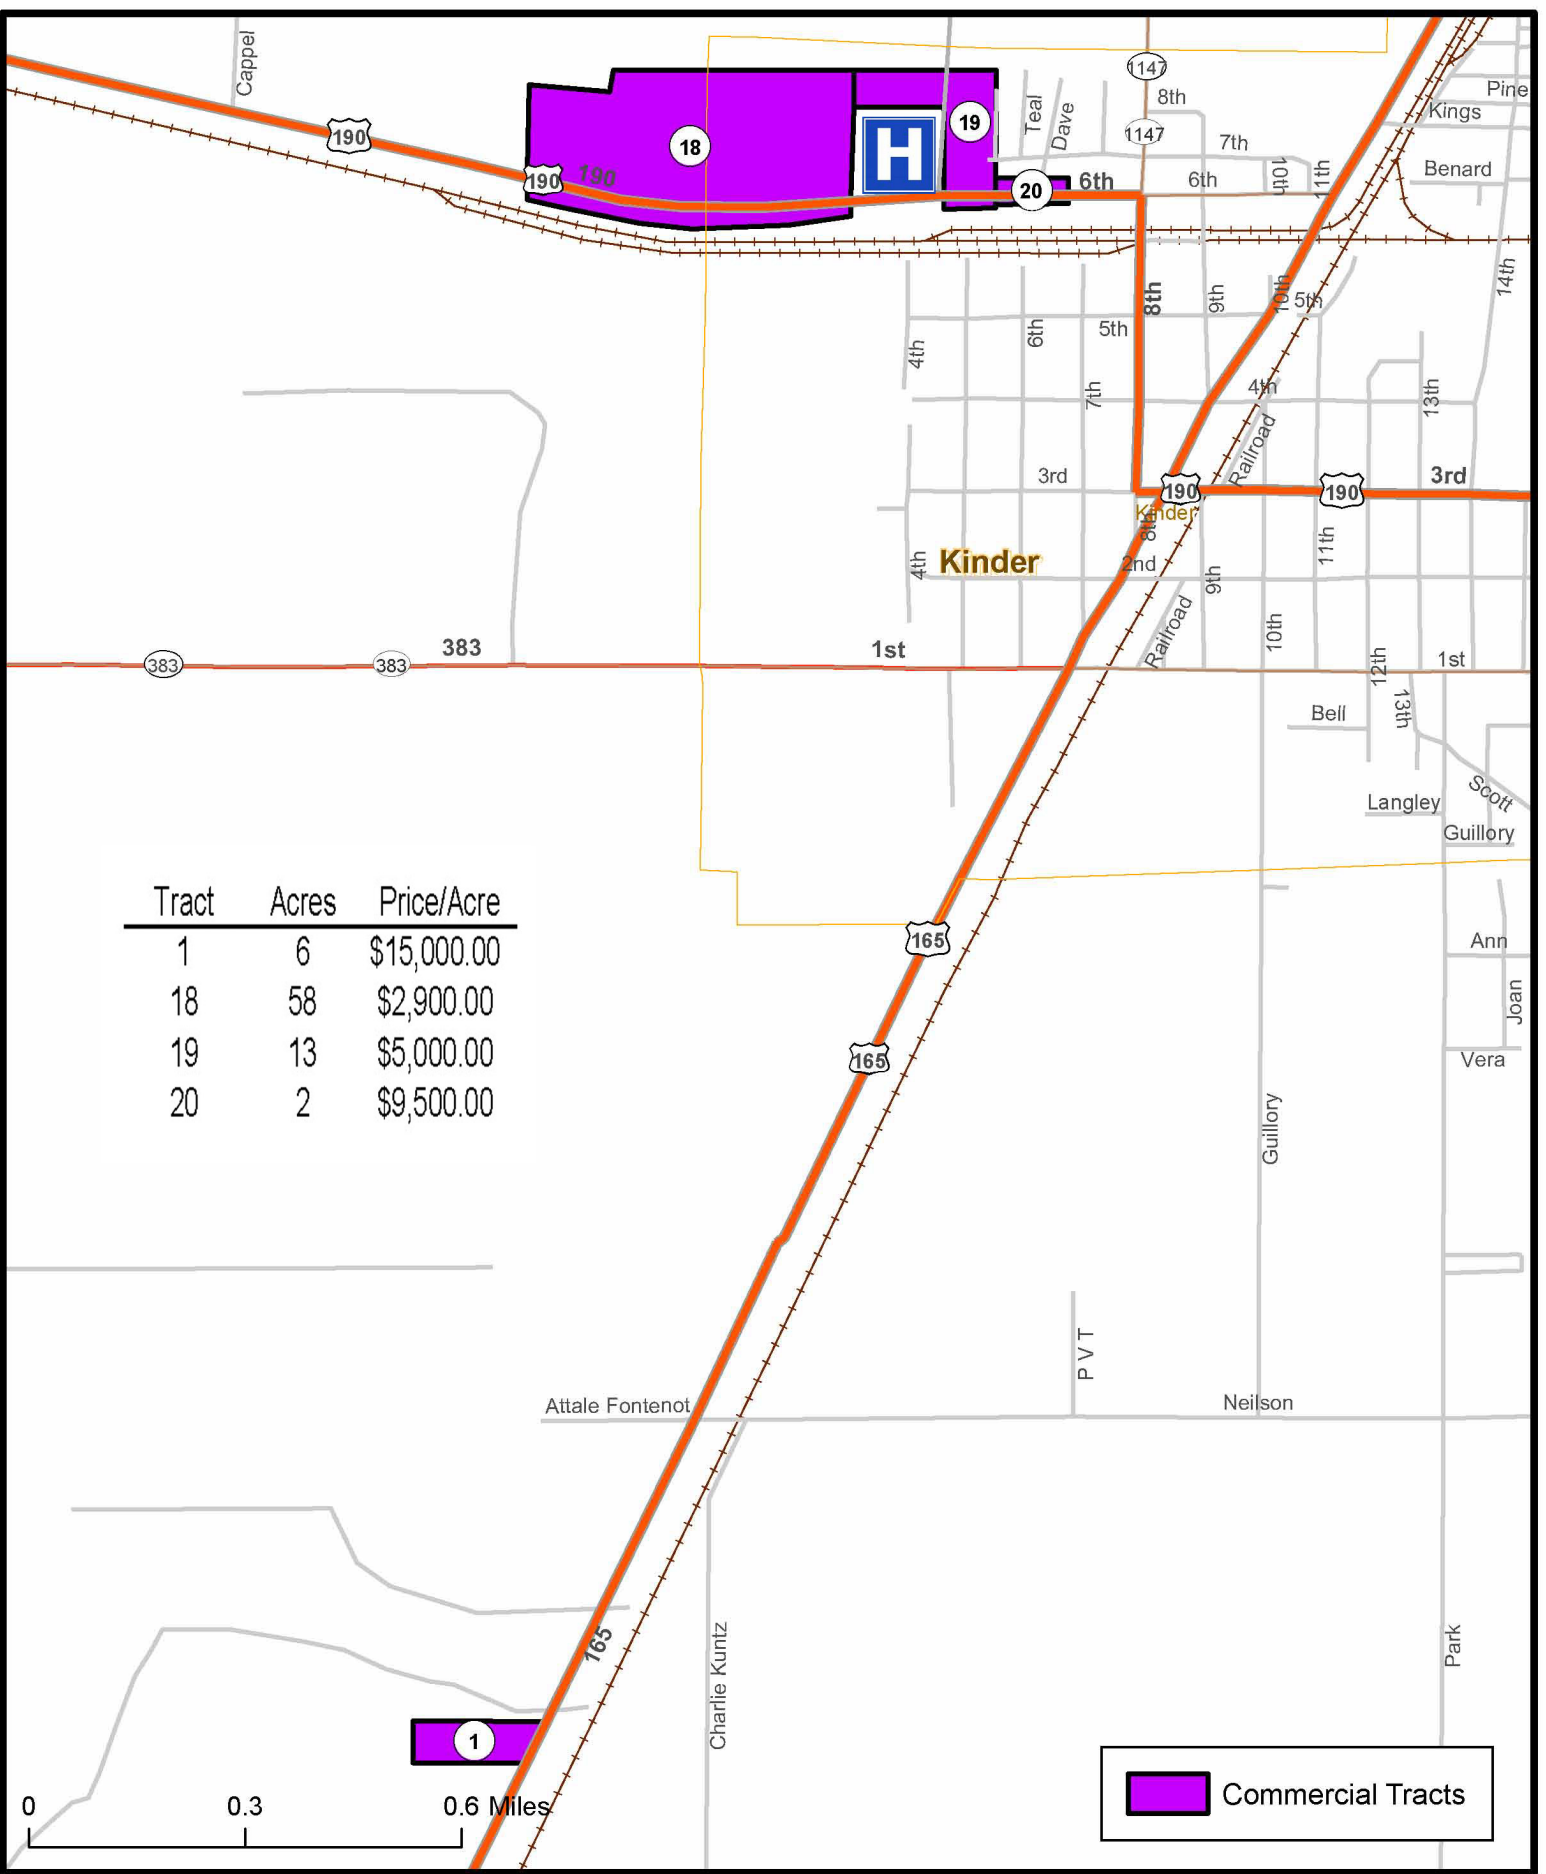 Cappel
1147
Pine
Teal
Dave
8th
Kings
190
18
H
19
1147
7th
Benard
190
190
20
6th
6th
10th
11th
8th
9th
10th
5th
14th
4th
6th
5th
7th
4th
13th
Railroad
3rd
190
190
3rd
Kinder
8th
11th
4th
Kinder
2nd
9th
Railroad
10th
383
383
383
1st
1st
12th
Bell
13th
Langley
Scott
Guillory
Tract Acres Price/Acre
1 6 $15,000.00
18 58 $2,900.00
19 13 $5,000.00
20 2 $9,500.00
165
Ann
Joan
165
Vera
Guillory
P V T
Attale Fontenot
Neilson
165
Charlie Kuntz
Park
1
0 0.3 0.6 Miles
Commercial Tracts